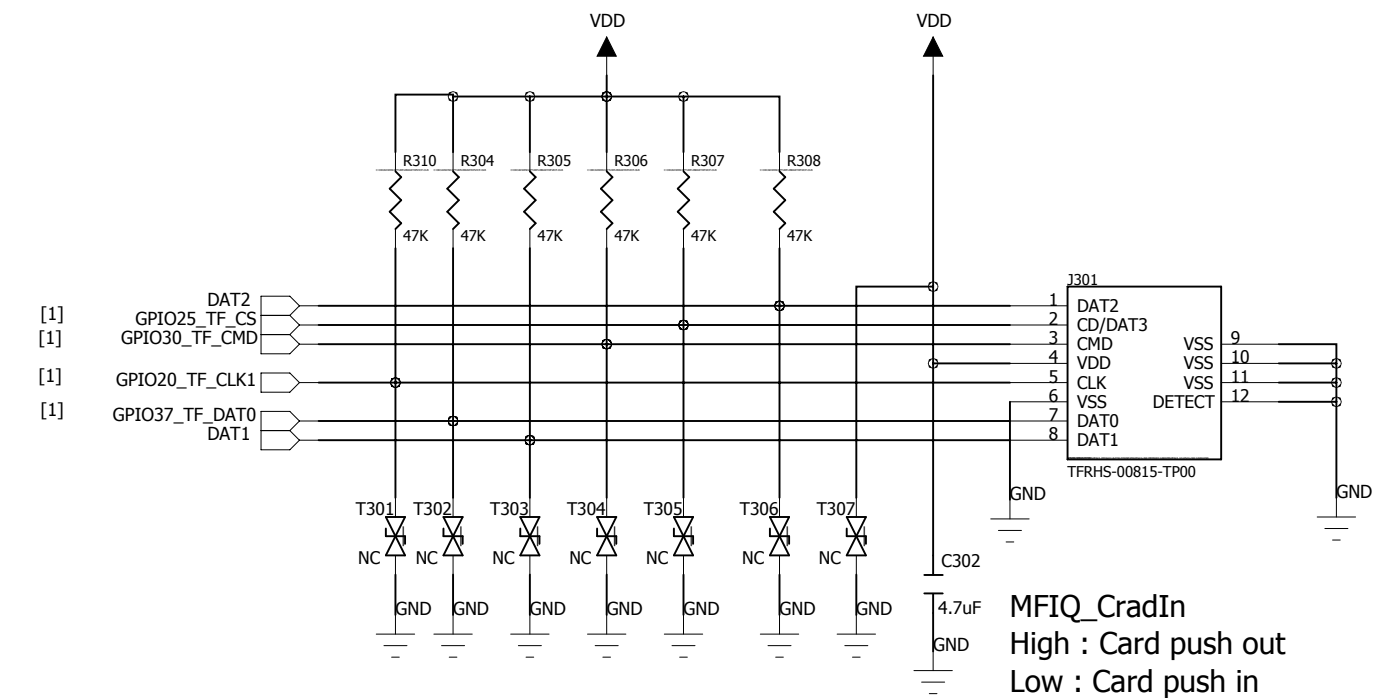 VDD VDD
R310 R304 R305 R306 R307 R308
47K 47K 47K 47K 47K 47K
J301
[1] DAT2 1 DAT2
GPIO25_TF_CS 2 CD/DAT3
[1] GPIO30_TF_CMD 3 CMD VSS 9
4 VDD VSS 10
[1] GPIO20_TF_CLK1 5 CLK VSS 11
6 VSS DETECT 12
[1] GPIO37_TF_DAT0 7 DAT0
DAT1 8 DAT1
TFRHS-00815-TP00
GND GND
T301 T302 T303 T304 T305 T306 T307
NC NC NC NC NC NC NC
C302
4.7uF
GND GND GND GND GND GND GND
GND
MFIQ_CradIn
High : Card push out
Low : Card push in